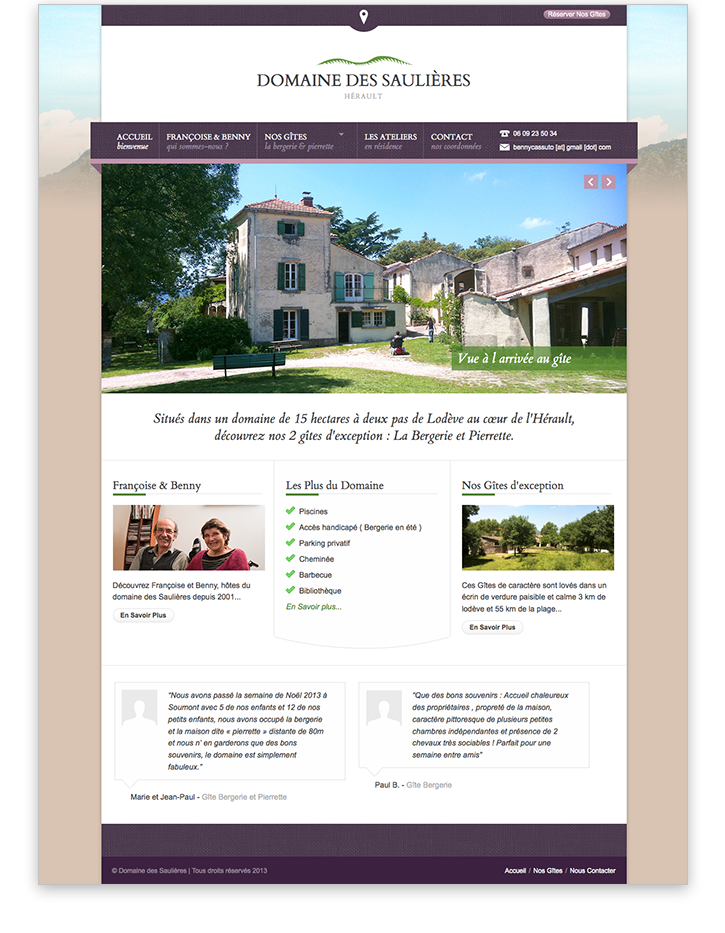 Réserver Nos Gîtes
DOMAINE DES SAULIÈRES
HÉRAULT
ACCUEIL
bienvenue
FRANÇOISE & BENNY
qui sommes-nous ?
NOS GÎTES
la bergerie & pierrette
LES ATELIERS
en résidence
CONTACT
nos coordonnées
06 09 23 50 34
bennycassuto [at] gmail [dot] com
Vue à l arrivée au gîte
Situés dans un domaine de 15 hectares à deux pas de Lodève au cœur de l'Hérault,
découvrez nos 2 gîtes d'exception : La Bergerie et Pierrette.
Françoise & Benny
Découvrez Françoise et Benny, hôtes du
domaine des Saulières depuis 2001...
En Savoir Plus
Les Plus du Domaine
Piscines
Accès handicapé ( Bergerie en été )
Parking privatif
Cheminée
Barbecue
Bibliothèque
En Savoir plus...
Nos Gîtes d'exception
Ces Gîtes de caractère sont lovés dans un
écrin de verdure paisible et calme 3 km de
lodève et 55 km de la plage...
En Savoir Plus
"Nous avons passé la semaine de Noël 2013 à
Soumont avec 5 de nos enfants et 12 de nos
petits enfants, nous avons occupé la bergerie
et la maison dite « pierrette » distante de 80m
et nous n' en garderons que des bons
souvenirs, le domaine est simplement
fabuleux."
Marie et Jean-Paul - Gîte Bergerie et Pierrette
"Que des bons souvenirs : Accueil chaleureux
des propriétaires , propreté de la maison,
caractère pittoresque de plusieurs petites
chambres indépendantes et présence de 2
chevaux très sociables ! Parfait pour une
semaine entre amis"
Paul B. - Gîte Bergerie
© Domaine des Saulières | Tous droits réservés 2013
Accueil / Nos Gîtes / Nous Contacter